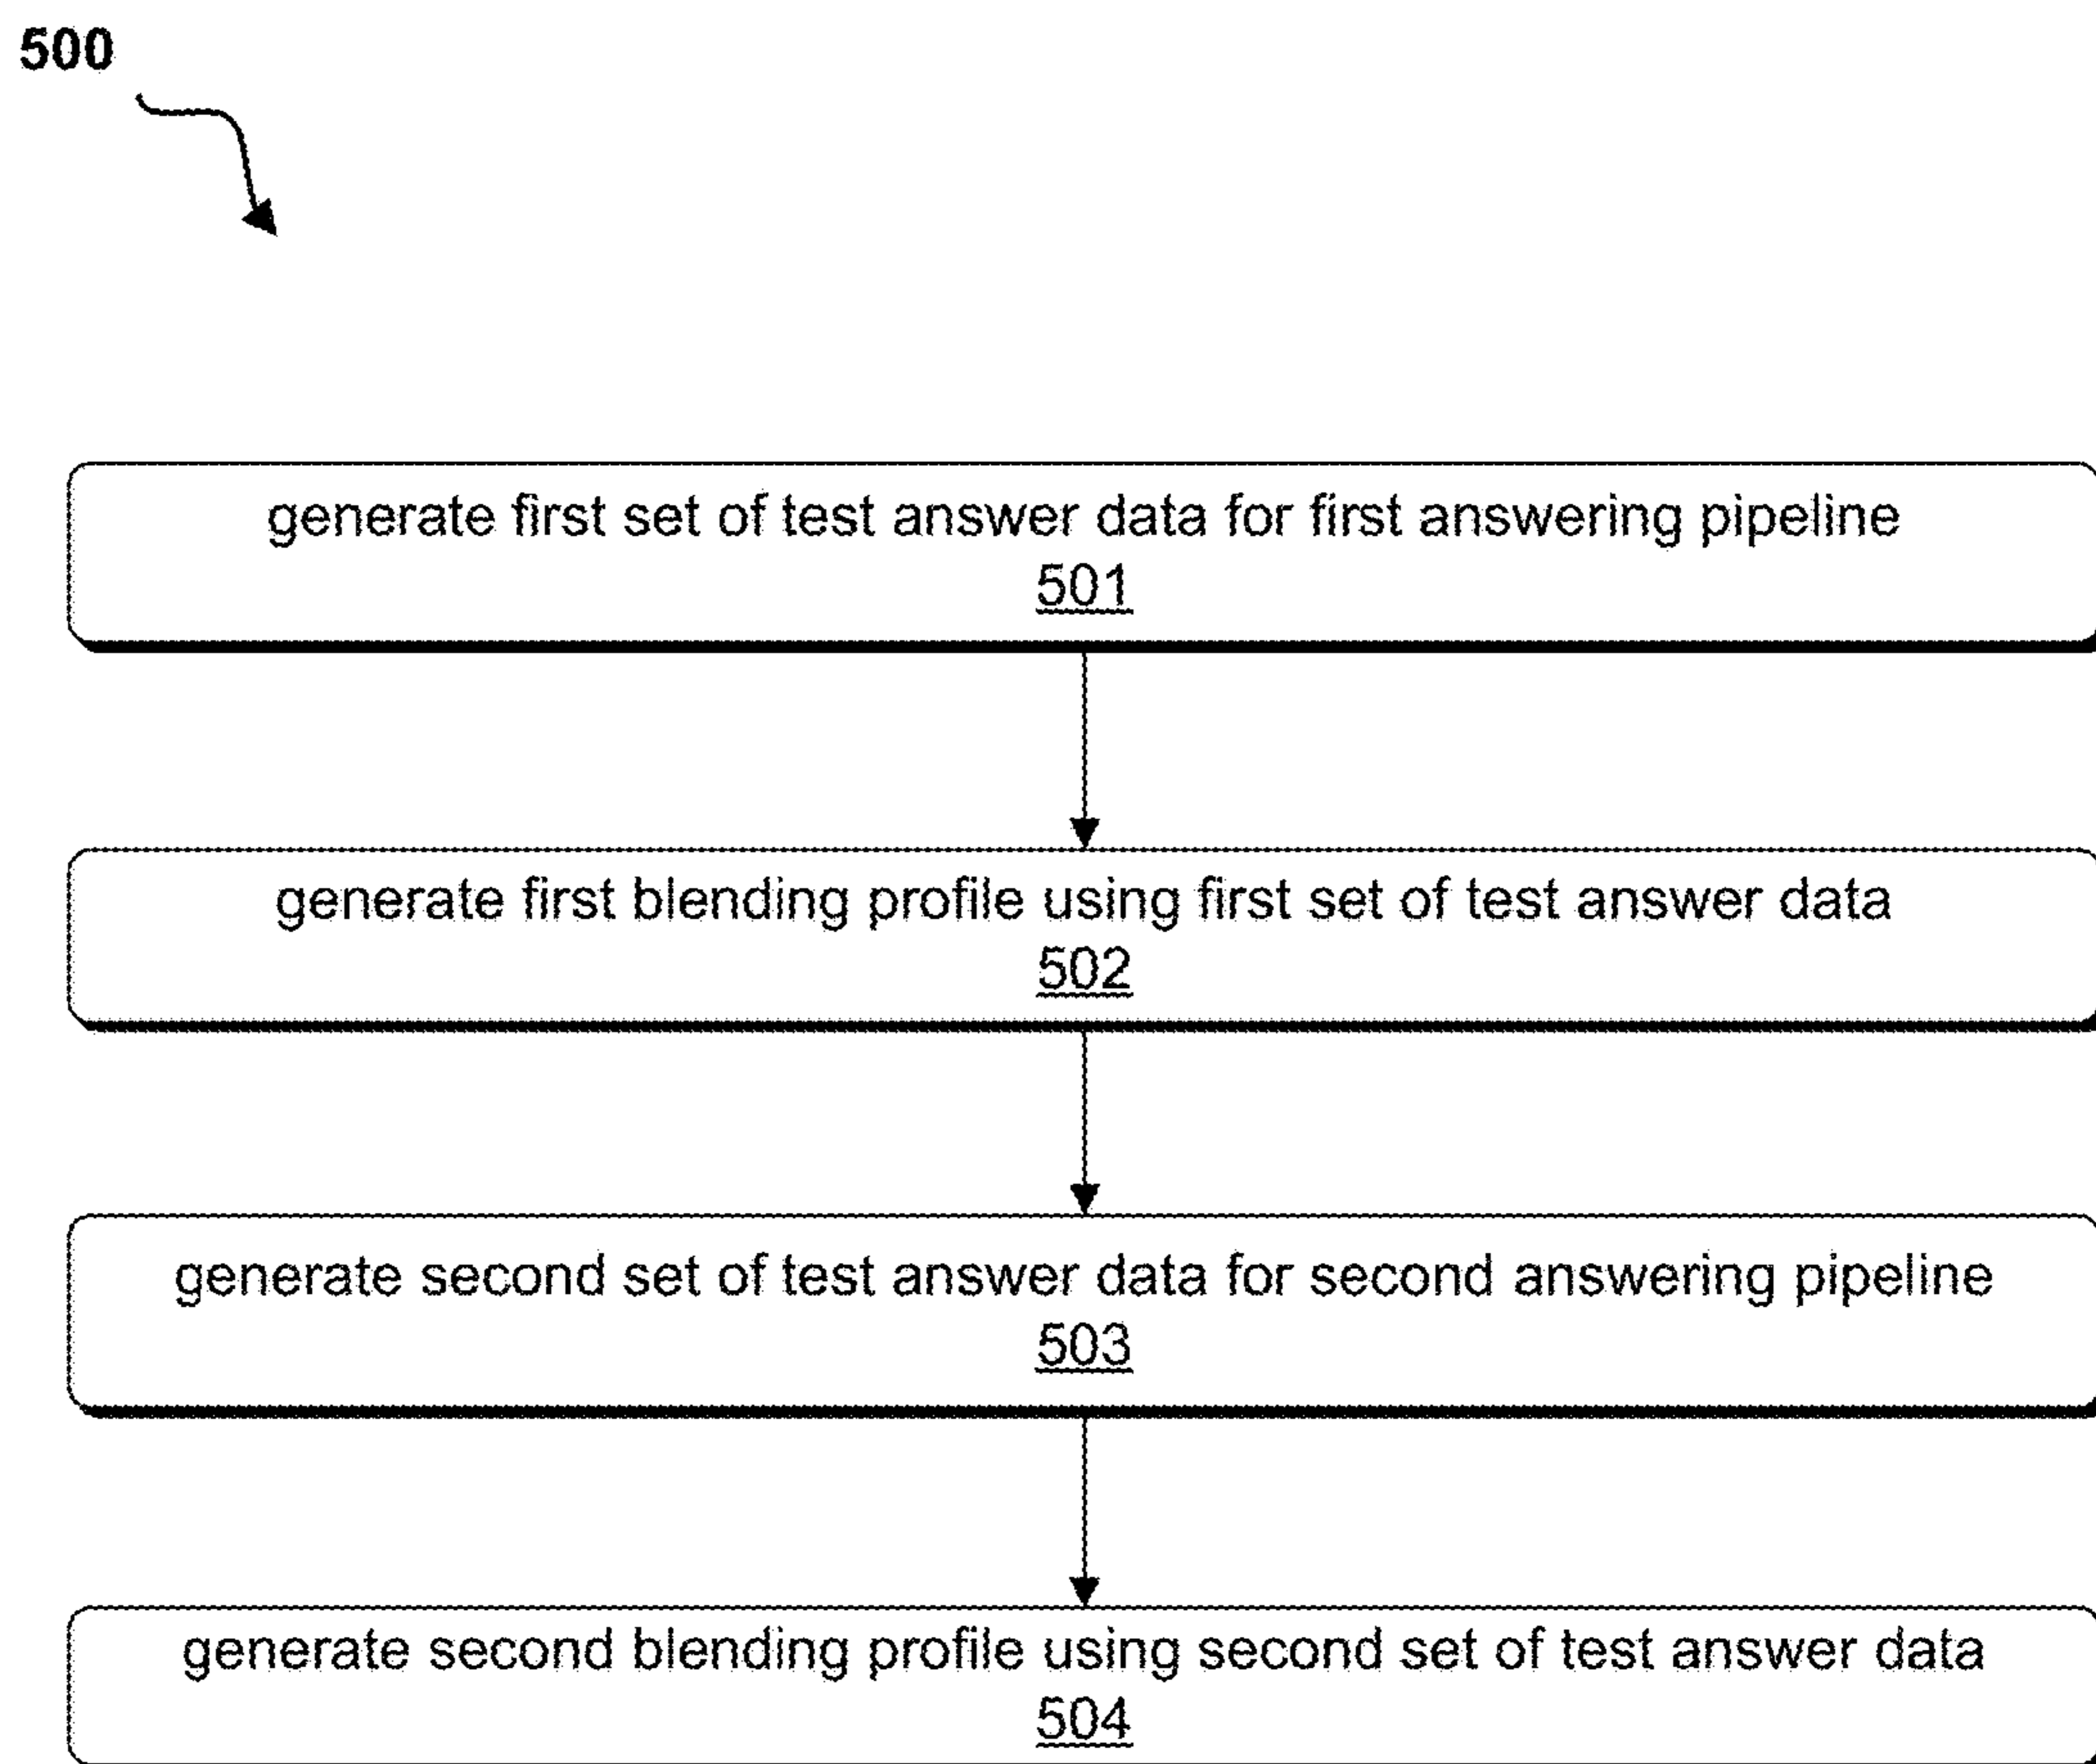 500
generate first set of test answer data for first answering pipeline
501
generate first blending profile using first set of test answer data
502
generate second set of test answer data for second answering pipeline
503
generate second blending profile using second set of test answer data
504